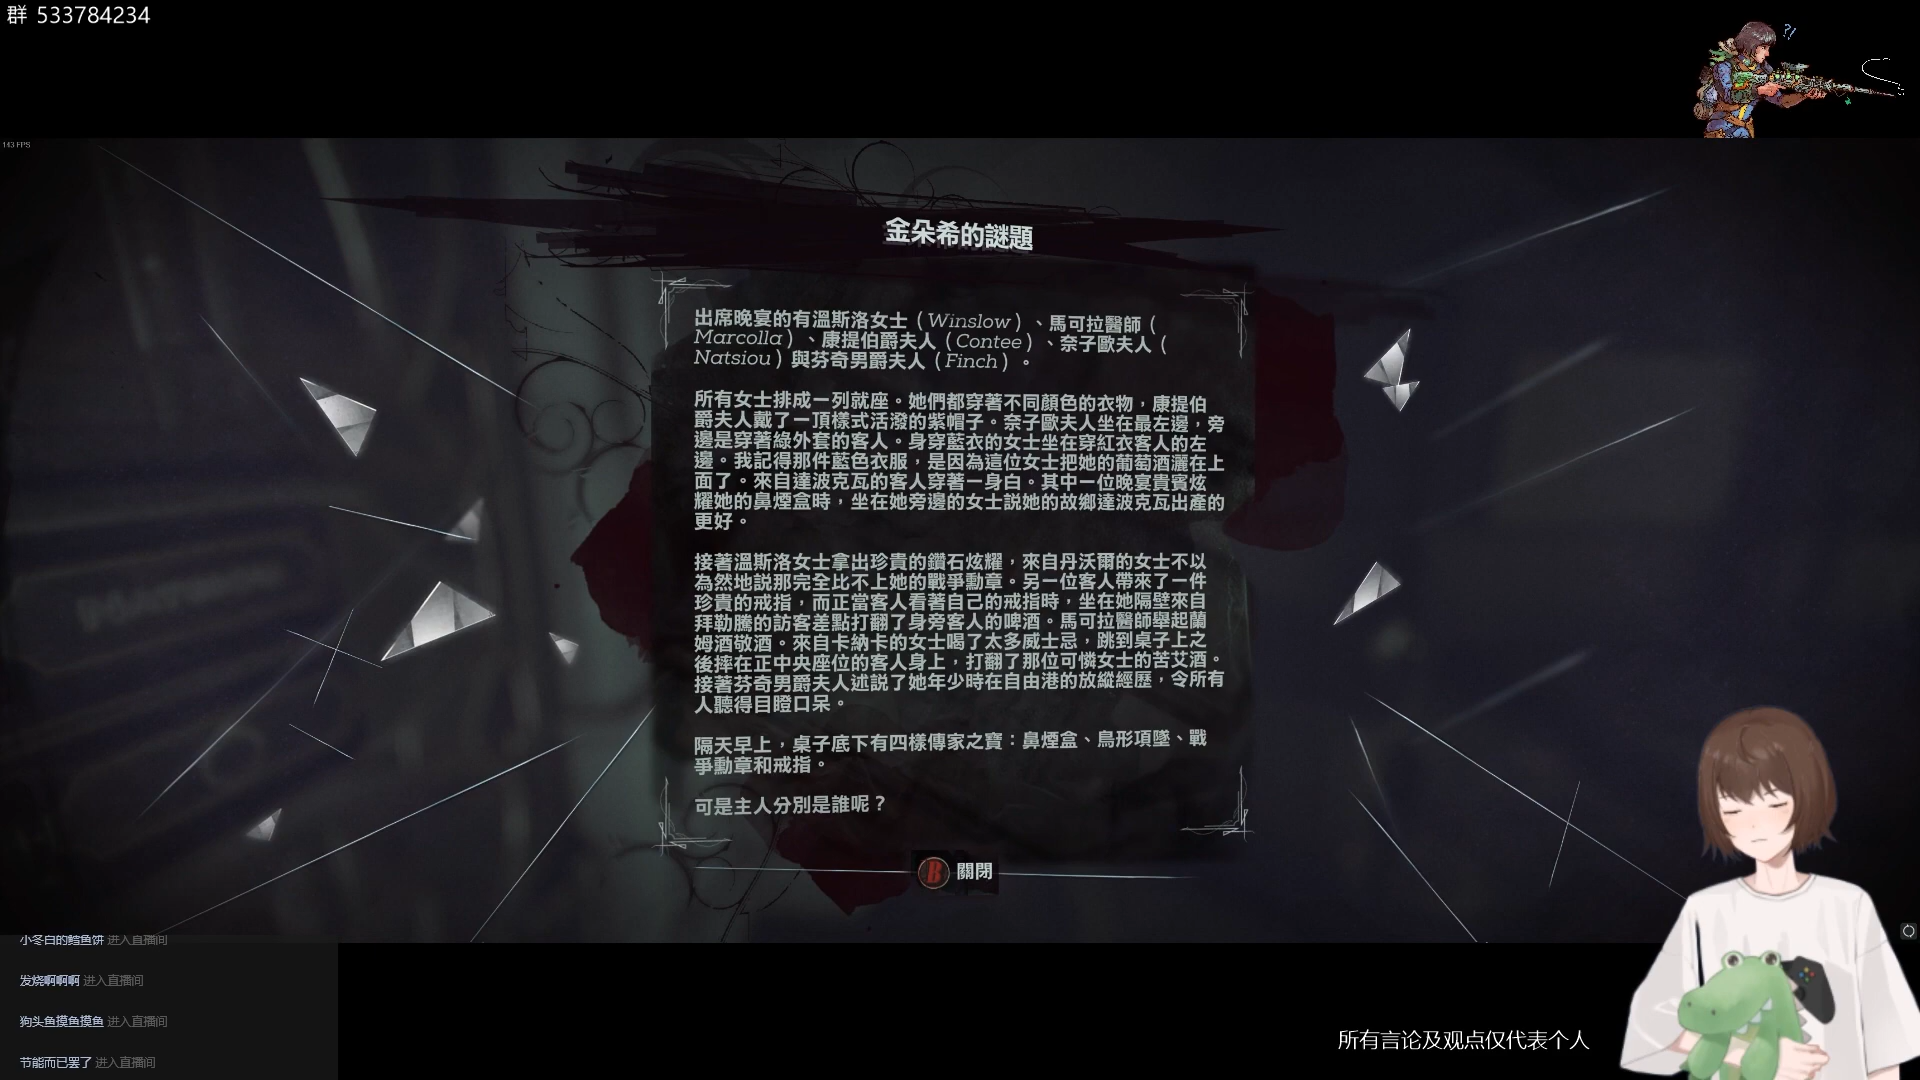 群 533784234
143 FPS
金朵希的謎題
出席晚宴的有溫斯洛女士（Winslow）、馬可拉醫師（
Marcolla）、康提伯爵夫人（Contee）、奈子歐夫人（
Natsiou）與芬奇男爵夫人（Finch）。
所有女士排成一列就座。她們都穿著不同顏色的衣物，康提伯
爵夫人戴了一頂樣式活潑的紫帽子。奈子歐夫人坐在最左邊，旁
邊是穿著綠外套的客人。身穿藍衣的女士坐在穿紅衣客人的左
邊。我記得那件藍色衣服，是因為這位女士把她的葡萄酒灑在上
面了。來自達波克瓦的客人穿著一身白。其中一位晚宴貴賓炫
耀她的鼻煙盒時，坐在她旁邊的女士說她的故鄉達波克瓦出產的
更好。
接著溫斯洛女士拿出珍貴的鑽石炫耀，來自丹沃爾的女士不以
為然地說那完全比不上她的戰爭勳章。另一位客人帶來了一件
珍貴的戒指，而正當客人看著自己的戒指時，坐在她隔壁來自
拜勒騰的訪客差點打翻了身旁客人的啤酒。馬可拉醫師舉起蘭
姆酒敬酒。來自卡納卡的女士喝了太多威士忌，跳到桌子上之
後摔在正中央座位的客人身上，打翻了那位可憐女士的苦艾酒。
接著芬奇男爵夫人述說了她年少時在自由港的放縱經歷，令所有
人聽得目瞪口呆。
隔天早上，桌子底下有四樣傳家之寶：鼻煙盒、鳥形項墜、戰
爭勳章和戒指。
可是主人分別是誰呢？
B 關閉
小冬白的鳕鱼饼 进入直播间
发烧啊啊啊 进入直播间
狗头鱼摸鱼摸鱼 进入直播间
节能而已罢了 进入直播间
所有言论及观点仅代表个人